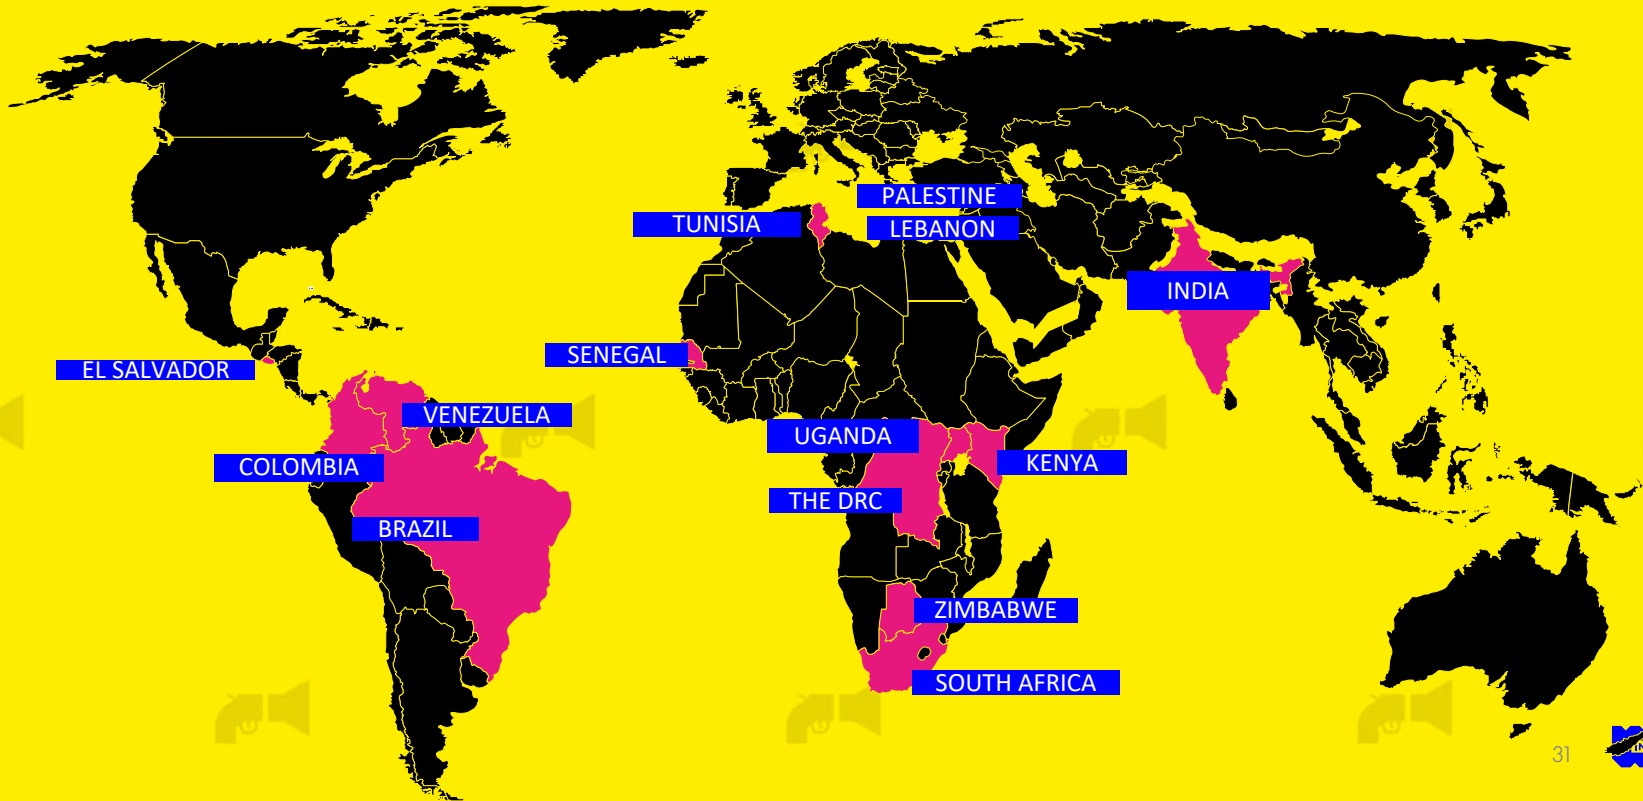 PALESTINE
TUNISIA
LEBANON
INDIA
SENEGAL
EL SALVADOR
VENEZUELA
UGANDA
COLOMBIA
KENYA
THE DRC
BRAZIL
ZIMBABWE
SOUTH AFRICA
31